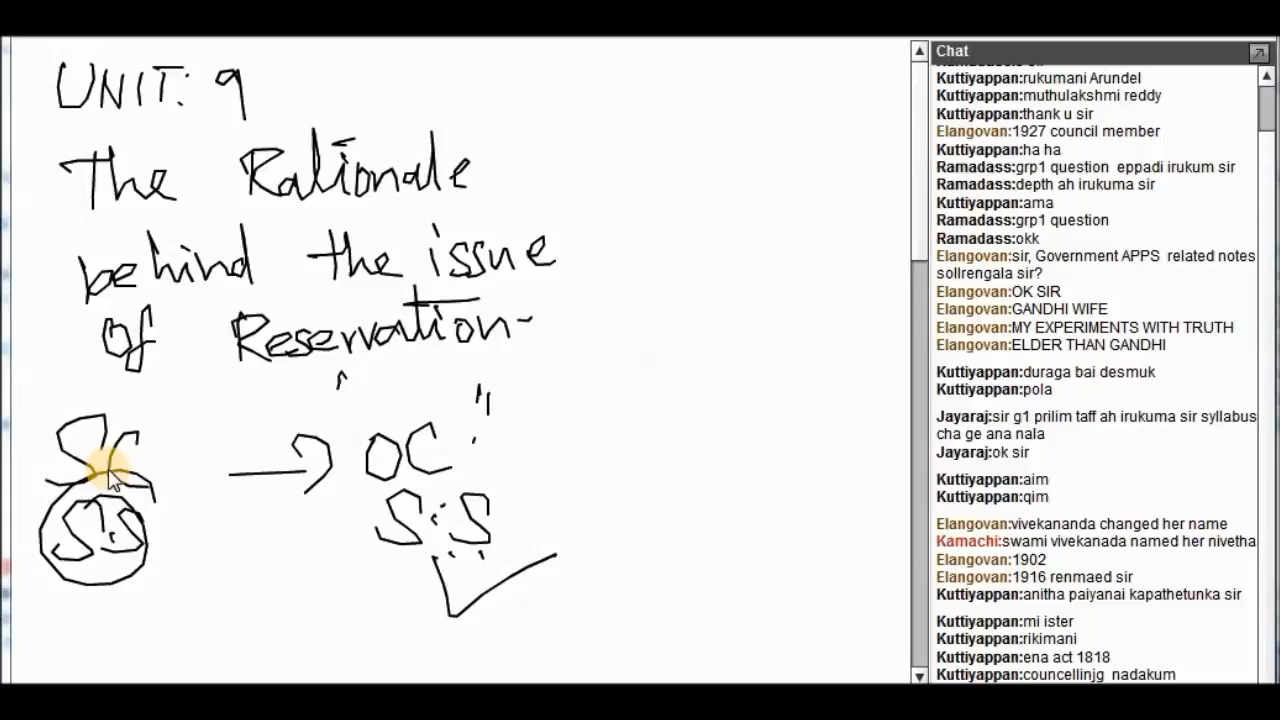 UNIT: 9
The Rationale
behind the issue
Of Reservation-
SC → OC
S.S S:S
Chat
Kuttiyappan:rukumani Arundel
Kuttiyappan:muthulakshmi reddy
Kuttiyappan:thank u sir
Elangovan:1927 council member
Kuttiyappan:ha ha
Ramadass:grp1 question eppadi irukum sir
Ramadass:depth ah irukuma sir
Kuttiyappan:ama
Ramadass:grp1 question
Ramadass:okk
Elangovan:sir, Government APPS related notes
sollrengala sir?
Elangovan:OK SIR
Elangovan:GANDHI WIFE
Elangovan:MY EXPERIMENTS WITH TRUTH
Elangovan:ELDER THAN GANDHI
Kuttiyappan:duraga bai desmuk
Kuttiyappan:pola
Jayaraj:sir g1 prilim taff ah irukuma sir syllabus
cha ge ana nala
Jayaraj:ok sir
Kuttiyappan:aim
Kuttiyappan:qim
Elangovan:vivekananda changed her name
Kamachi:swami vivekanada named her nivetha
Elangovan:1902
Elangovan:1916 renmaed sir
Kuttiyappan:anitha paiyanai kapathetunka sir
Kuttiyappan:mi ister
Kuttiyappan:rikimani
Kuttiyappan:ena act 1818
Kuttiyappan:councellinjg nadakum